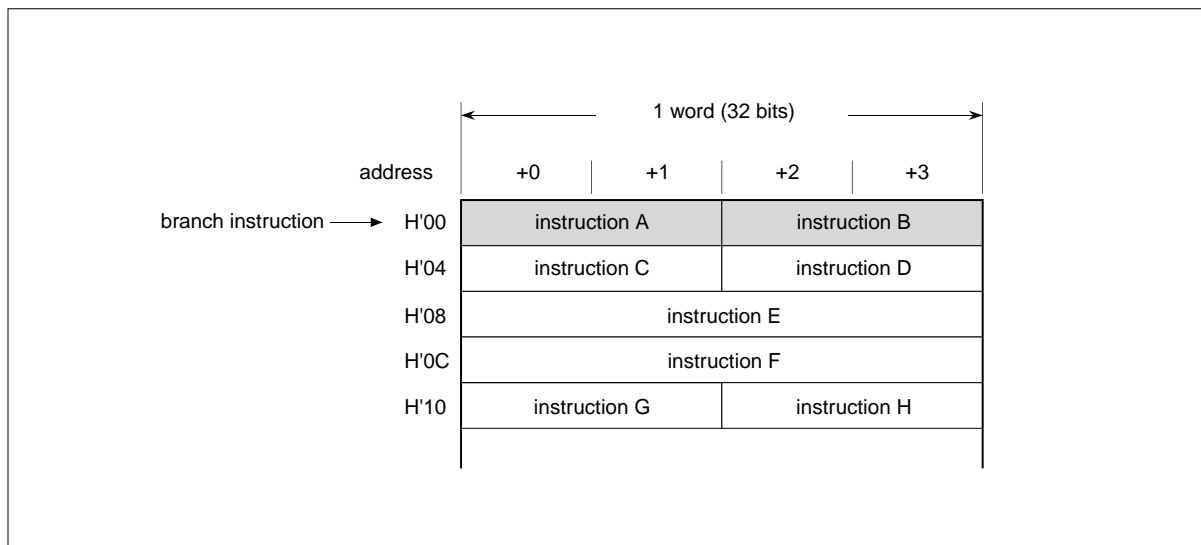 1 word (32 bits)
address +0 +1 +2 +3
branch instruction H'00 instruction A instruction B
H'04 instruction C instruction D
H'08 instruction E
H'0C instruction F
H'10 instruction G instruction H